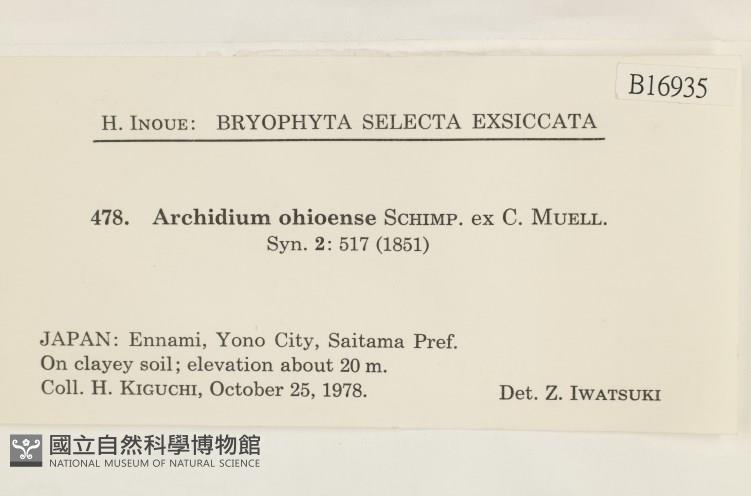 B16935
H. INOUE: BRYOPHYTA SELECTA EXSICCATA
478. Archidium ohioense SCHIMP. ex C. MUELL.
Syn. 2: 517 (1851)
JAPAN: Ennami, Yono City, Saitama Pref.
On clayey soil; elevation about 20 m.
Coll. H. KIGUCHI, October 25, 1978.
Det. Z. IWATSUKI
國立自然科學博物館
NATIONAL MUSEUM OF NATURAL SCIENCE